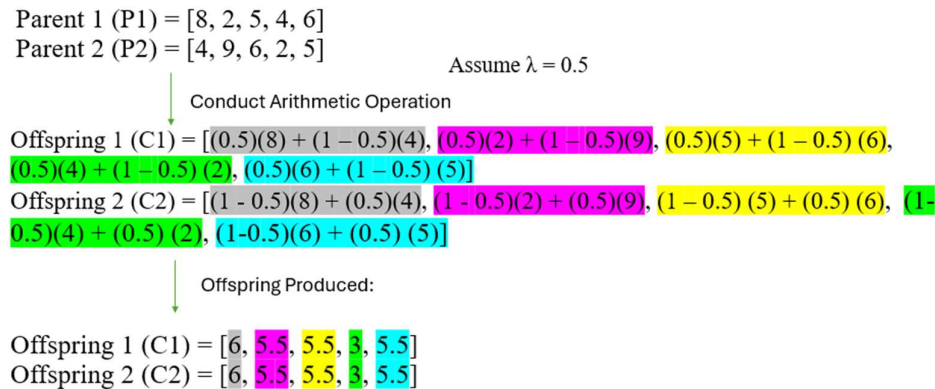 Parent 1 (P1) = [8, 2, 5, 4, 6]
Parent 2 (P2) = [4, 9, 6, 2, 5]
Assume λ = 0.5
Conduct Arithmetic Operation
Offspring 1 (C1) = [(0.5)(8) + (1 – 0.5)(4), (0.5)(2) + (1 – 0.5)(9), (0.5)(5) + (1 – 0.5) (6),
(0.5)(4) + (1 – 0.5) (2), (0.5)(6) + (1 – 0.5) (5)]
Offspring 2 (C2) = [(1 - 0.5)(8) + (0.5)(4), (1 - 0.5)(2) + (0.5)(9), (1 – 0.5) (5) + (0.5) (6), (1-
0.5)(4) + (0.5) (2), (1-0.5)(6) + (0.5) (5)]
Offspring Produced:
Offspring 1 (C1) = [6, 5.5, 5.5, 3, 5.5]
Offspring 2 (C2) = [6, 5.5, 5.5, 3, 5.5]